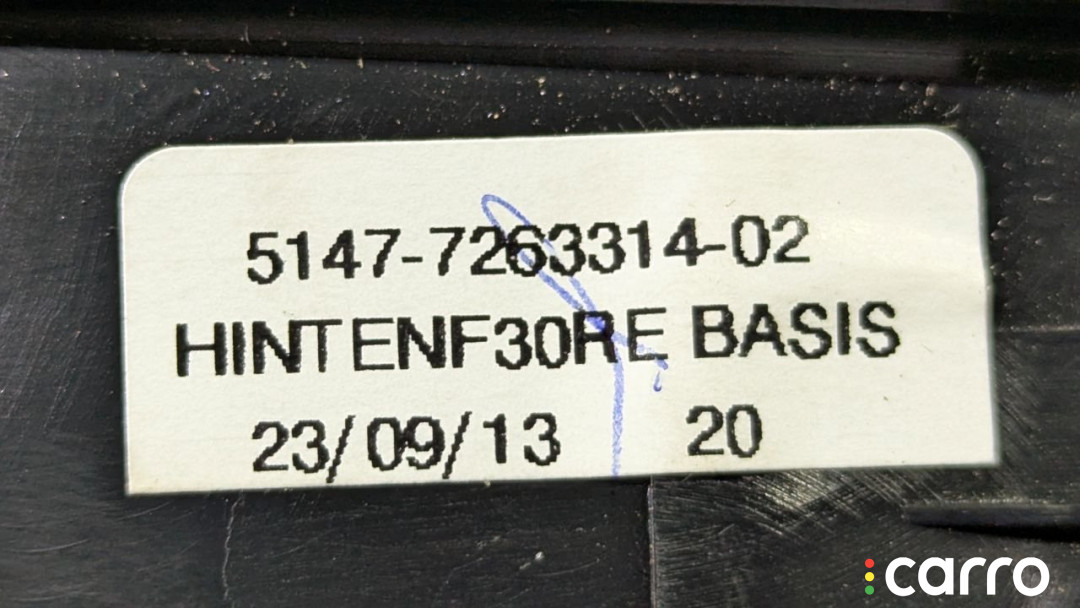 5147-7263314-02
HINTENF30RE BASIS
23/09/13 20
carro